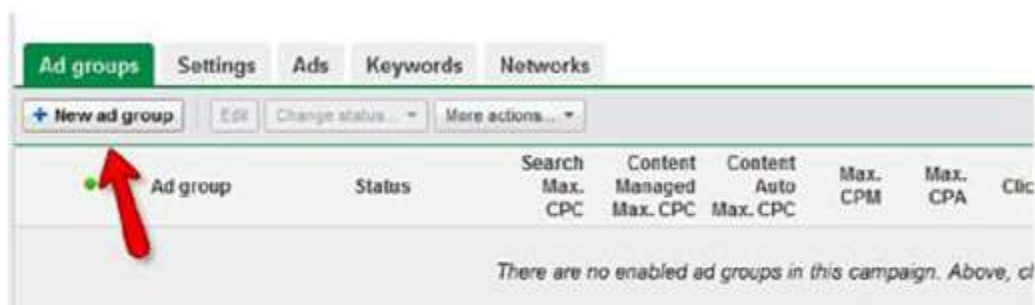 Ad groups Settings Ads Keywords Networks
+ New ad group Edit Change status... More actions...
Ad group Status Search Max. CPC Content Managed Max. CPC Content Auto Max. CPC Max. CPM Max. CPA Clic
There are no enabled ad groups in this campaign. Above, cl